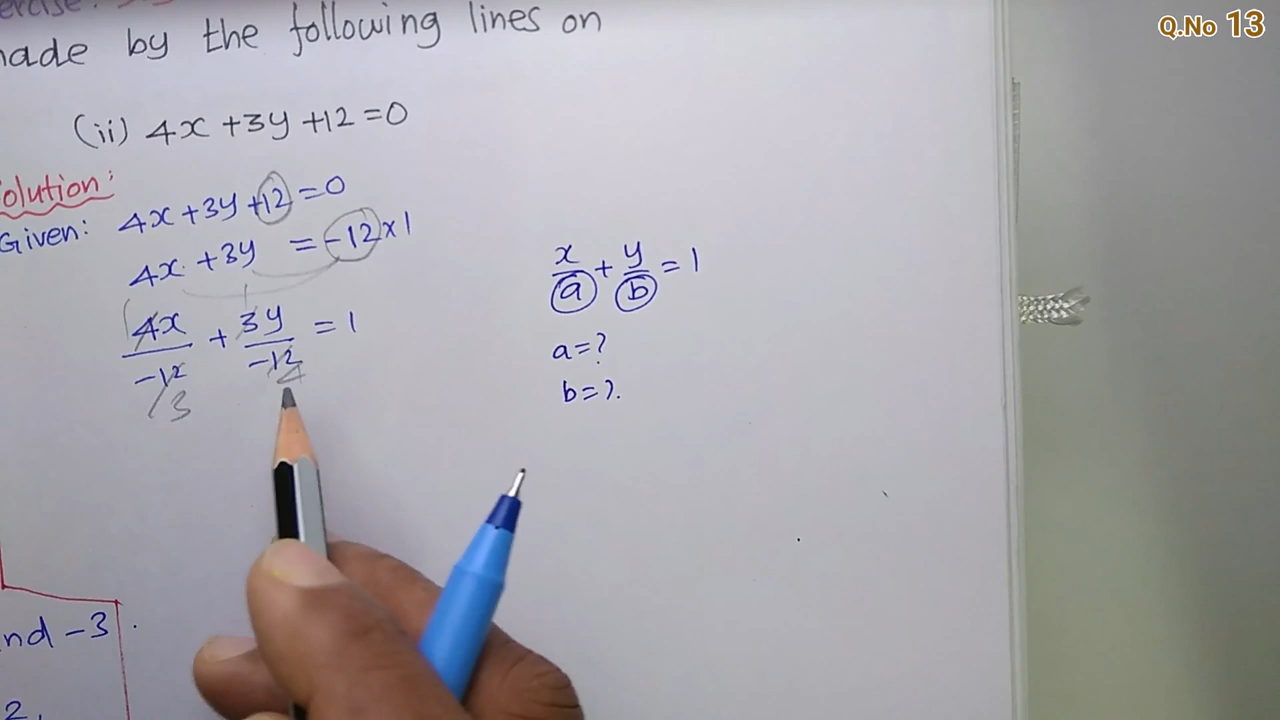 Q.No 13
made by the following lines on
(ii) 4x + 3y + 12 = 0
Solution:
Given: 4x + 3y + 12 = 0
4x + 3y = -12 x 1
4x/-12 + 3y/-12 = 1
3 4
x/a + y/b = 1
a = ?
b = ?.
and -3.
2.